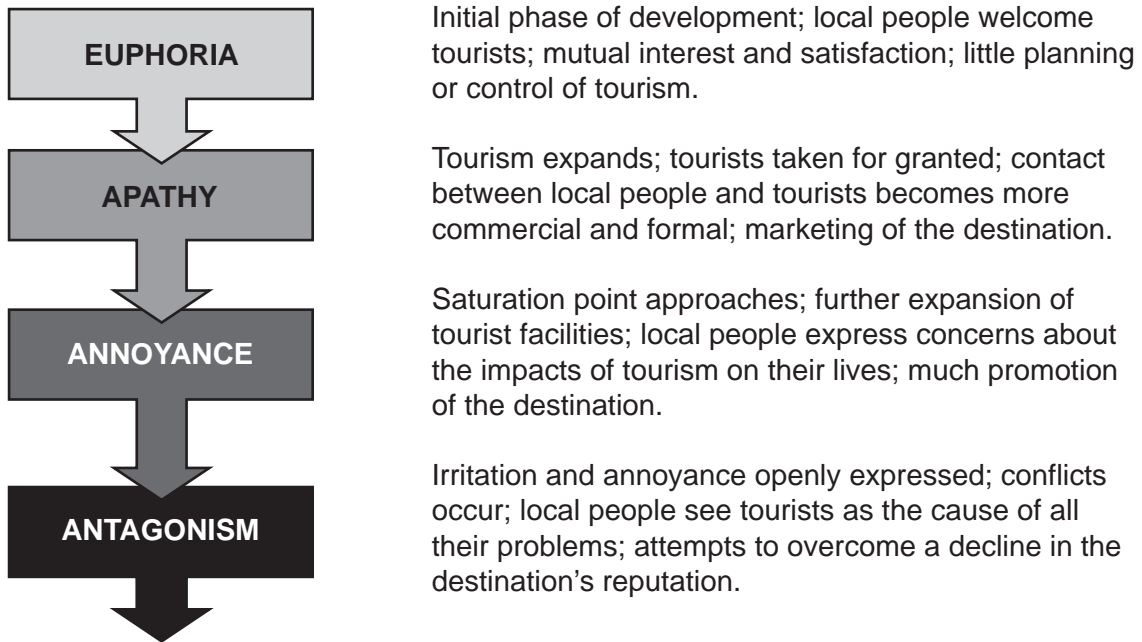 EUPHORIA
Initial phase of development; local people welcome
tourists; mutual interest and satisfaction; little planning
or control of tourism.
APATHY
Tourism expands; tourists taken for granted; contact
between local people and tourists becomes more
commercial and formal; marketing of the destination.
ANNOYANCE
Saturation point approaches; further expansion of
tourist facilities; local people express concerns about
the impacts of tourism on their lives; much promotion
of the destination.
ANTAGONISM
Irritation and annoyance openly expressed; conflicts
occur; local people see tourists as the cause of all
their problems; attempts to overcome a decline in the
destination’s reputation.